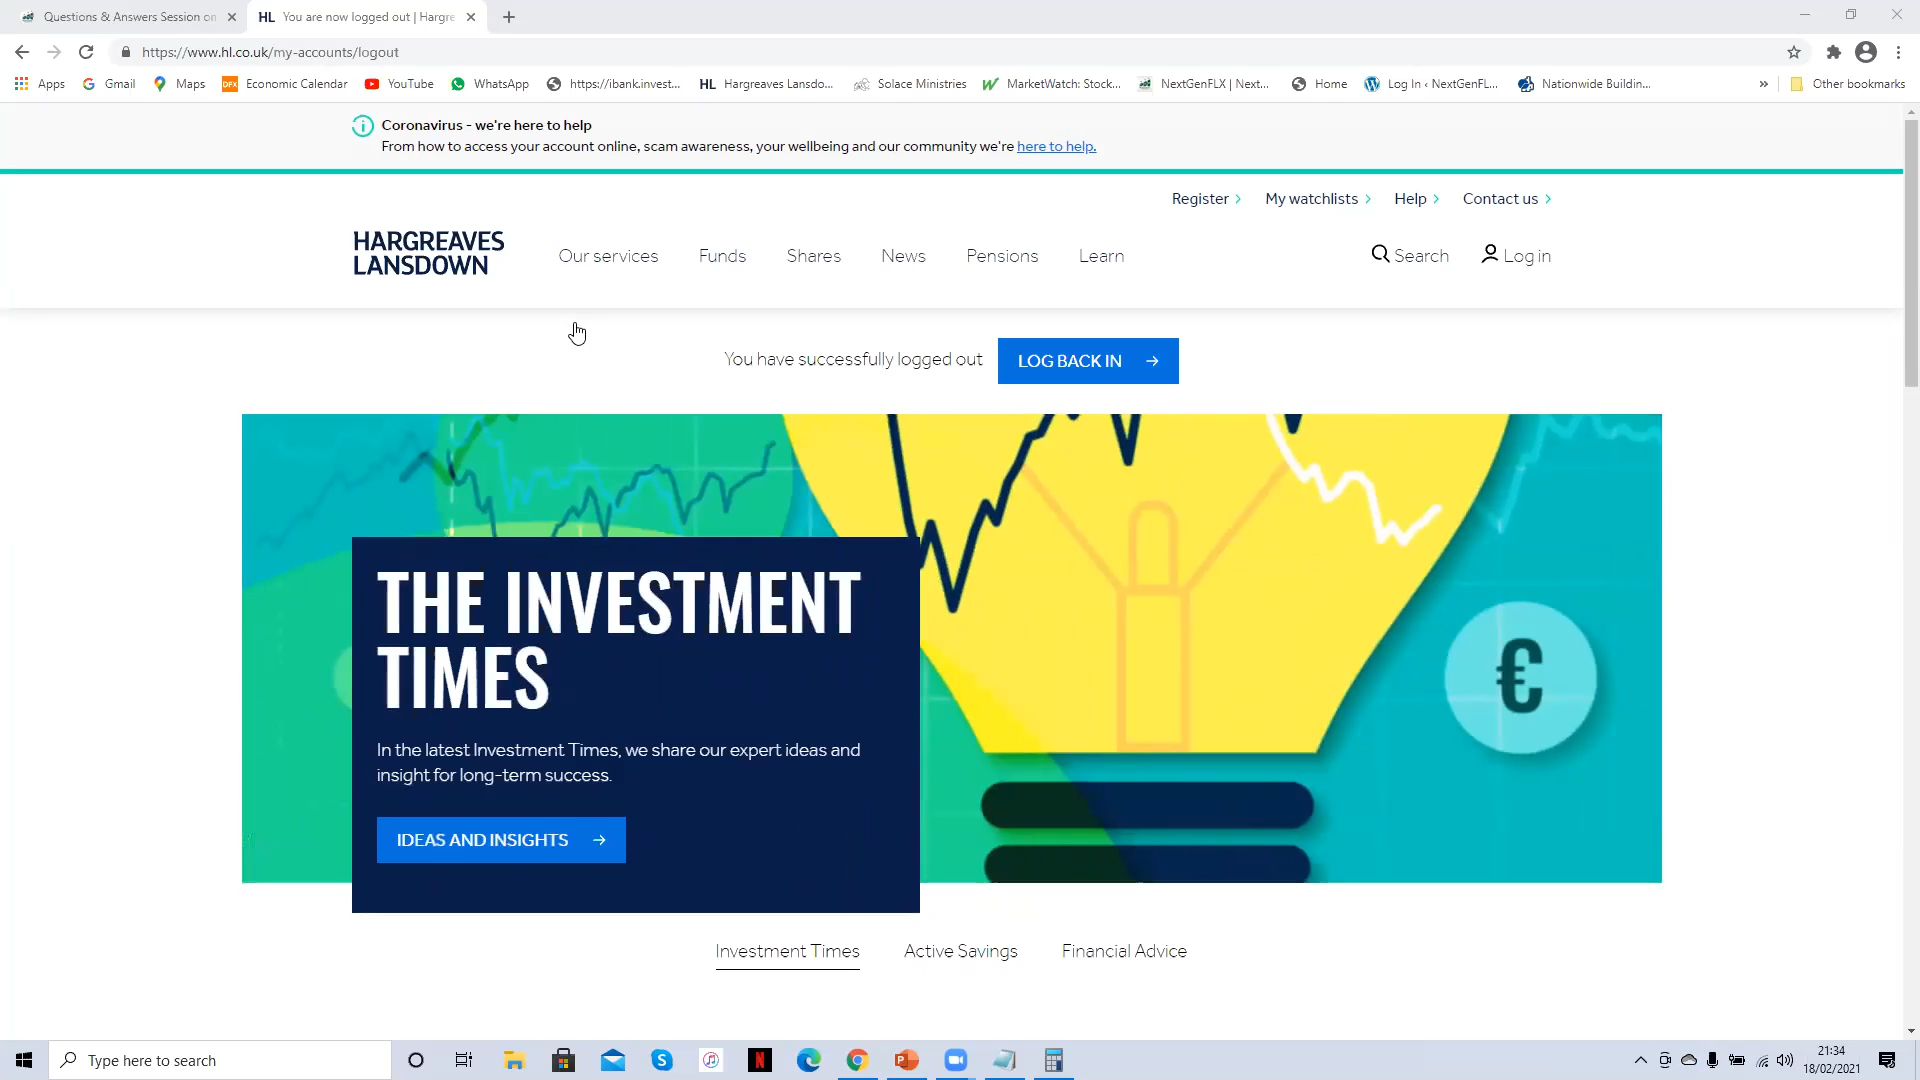 Questions & Answers Session on
HL You are now logged out | Hargre
https://www.hl.co.uk/my-accounts/logout
Apps
Gmail
Maps
DFX Economic Calendar
YouTube
WhatsApp
https://ibank.invest...
HL Hargreaves Lansdo...
Solace Ministries
MarketWatch: Stock...
NextGenFLX | Next...
Home
Log In ‹ NextGenFL...
Nationwide Buildin...
»
Other bookmarks
Coronavirus - we're here to help
From how to access your account online, scam awareness, your wellbeing and our community we're here to help.
Register
My watchlists
Help
Contact us
HARGREAVES
LANSDOWN
Our services
Funds
Shares
News
Pensions
Learn
Search
Log in
You have successfully logged out
LOG BACK IN
€
THE INVESTMENT
TIMES
In the latest Investment Times, we share our expert ideas and
insight for long-term success.
IDEAS AND INSIGHTS
Investment Times
Active Savings
Financial Advice
Type here to search
21:34
18/02/2021